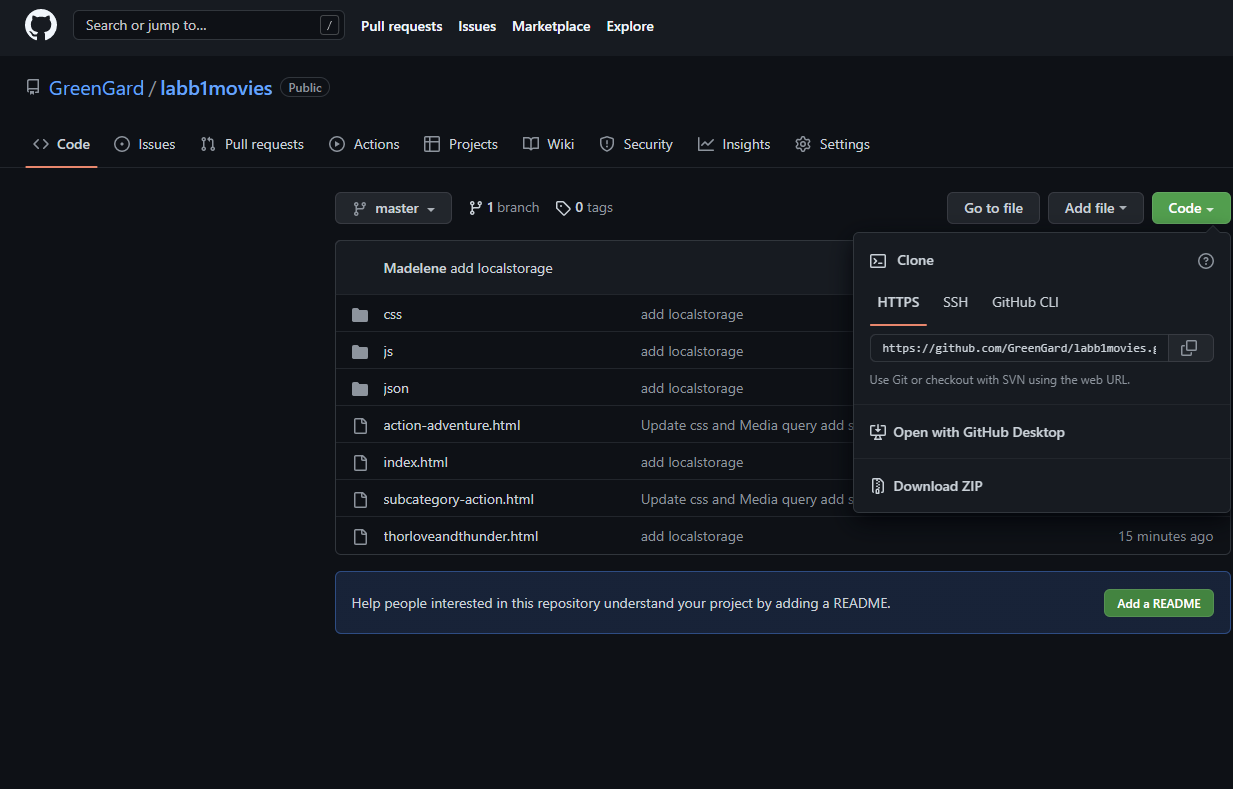 Search or jump to... /
Pull requests Issues Marketplace Explore
GreenGard / labb1movies Public
Code Issues Pull requests Actions Projects Wiki Security Insights Settings
master 1 branch 0 tags Go to file Add file Code
Madelene add localstorage
css add localstorage
js add localstorage
json add localstorage
action-adventure.html Update css and Media query add s
index.html add localstorage
subcategory-action.html Update css and Media query add s
thorloveandthunder.html add localstorage 15 minutes ago
Clone ?
HTTPS SSH GitHub CLI
https://github.com/GreenGard/labb1movies.g
Use Git or checkout with SVN using the web URL.
Open with GitHub Desktop
Download ZIP
Help people interested in this repository understand your project by adding a README. Add a README